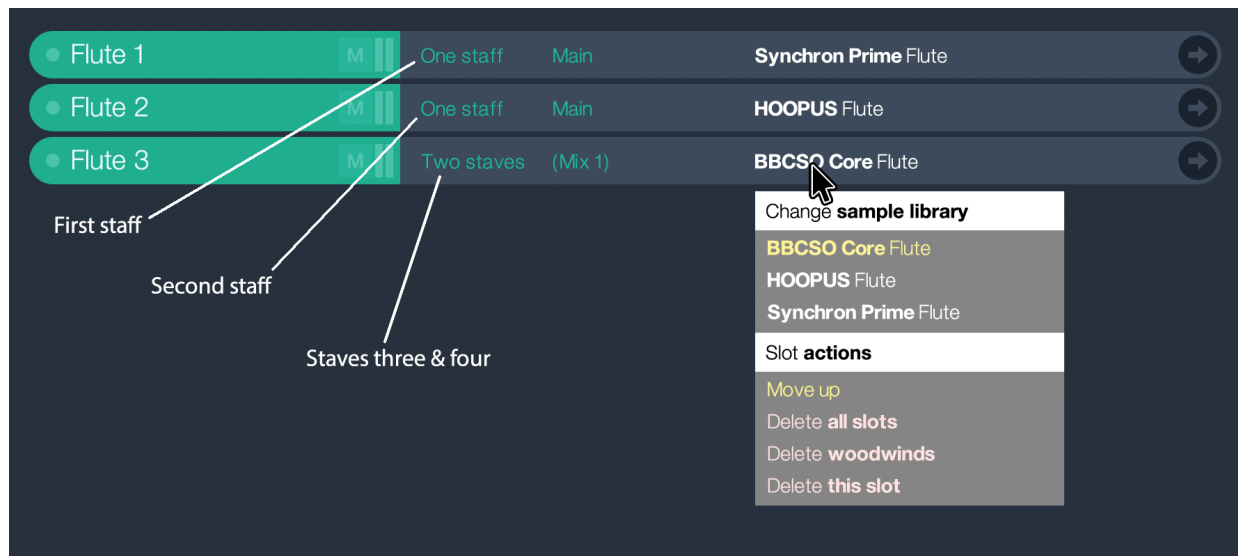 Flute 1 M One staff Main Synchron Prime Flute
Flute 2 M One staff Main HOOPUS Flute
Flute 3 M Two staves (Mix 1) BBCSO Core Flute
First staff
Second staff
Staves three & four
Change sample library
BBCSO Core Flute
HOOPUS Flute
Synchron Prime Flute
Slot actions
Move up
Delete all slots
Delete woodwinds
Delete this slot